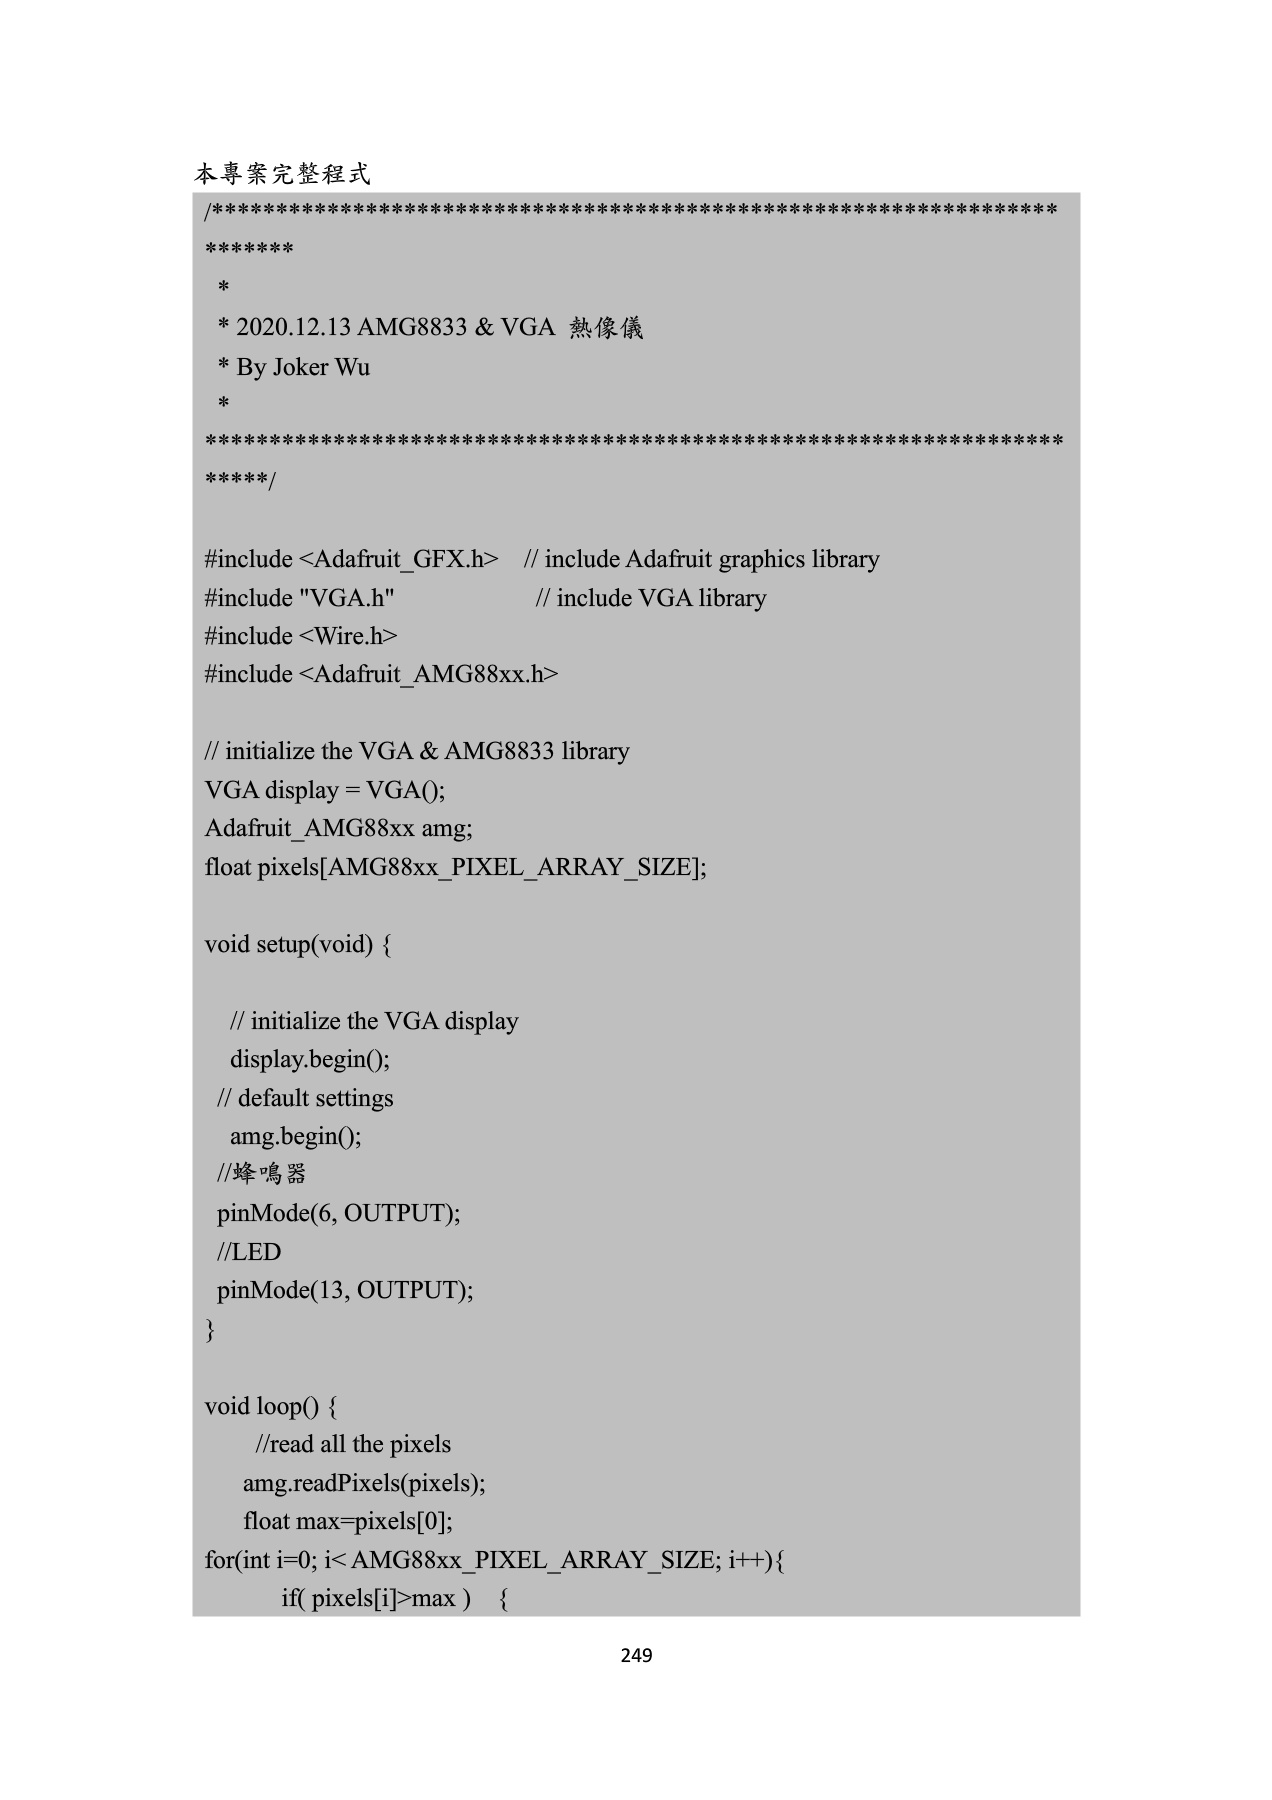 本專案完整程式
/******************************************************************
*******
*
* 2020.12.13 AMG8833 & VGA 熱像儀
* By Joker Wu
*
*******************************************************************
*****/
#include <Adafruit_GFX.h> // include Adafruit graphics library
#include "VGA.h" // include VGA library
#include <Wire.h>
#include <Adafruit_AMG88xx.h>
// initialize the VGA & AMG8833 library
VGA display = VGA();
Adafruit_AMG88xx amg;
float pixels[AMG88xx_PIXEL_ARRAY_SIZE];
void setup(void) {
// initialize the VGA display
display.begin();
// default settings
amg.begin();
//蜂鳴器
pinMode(6, OUTPUT);
//LED
pinMode(13, OUTPUT);
}
void loop() {
//read all the pixels
amg.readPixels(pixels);
float max=pixels[0];
for(int i=0; i< AMG88xx_PIXEL_ARRAY_SIZE; i++){
if( pixels[i]>max ) {
249